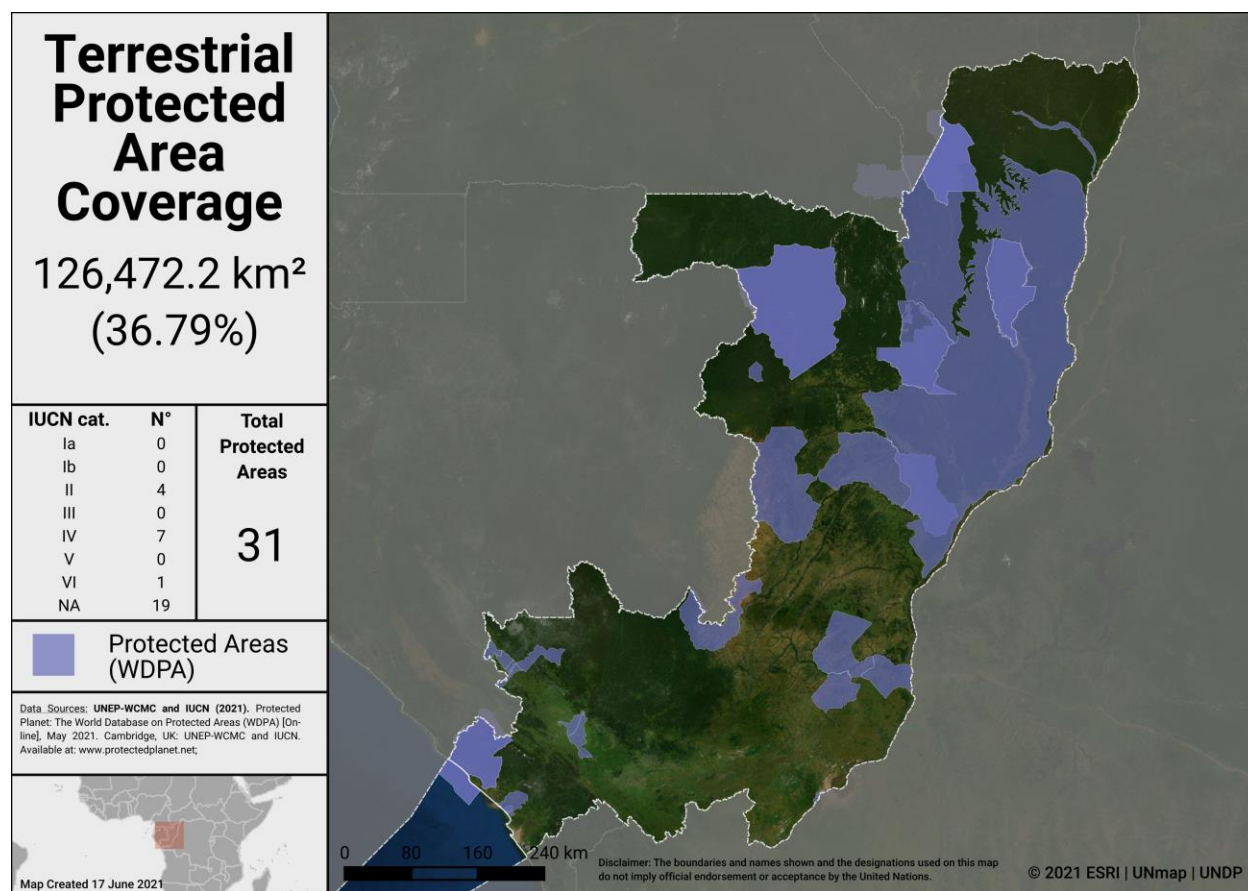 Terrestrial
Protected
Area
Coverage
126,472.2 km²
(36.79%)
IUCN cat. N°
Ia 0
Ib 0
II 4
III 0
IV 7
V 0
VI 1
NA 19
Total
Protected
Areas
31
Protected Areas
(WDPA)
Data Sources: UNEP-WCMC and IUCN (2021). Protected
Planet: The World Database on Protected Areas (WDPA) [On-
line], May 2021. Cambridge, UK: UNEP-WCMC and IUCN.
Available at: www.protectedplanet.net;
Map Created 17 June 2021
0 80 160 240 km
Disclaimer: The boundaries and names shown and the designations used on this map
do not imply official endorsement or acceptance by the United Nations.
© 2021 ESRI | UNmap | UNDP